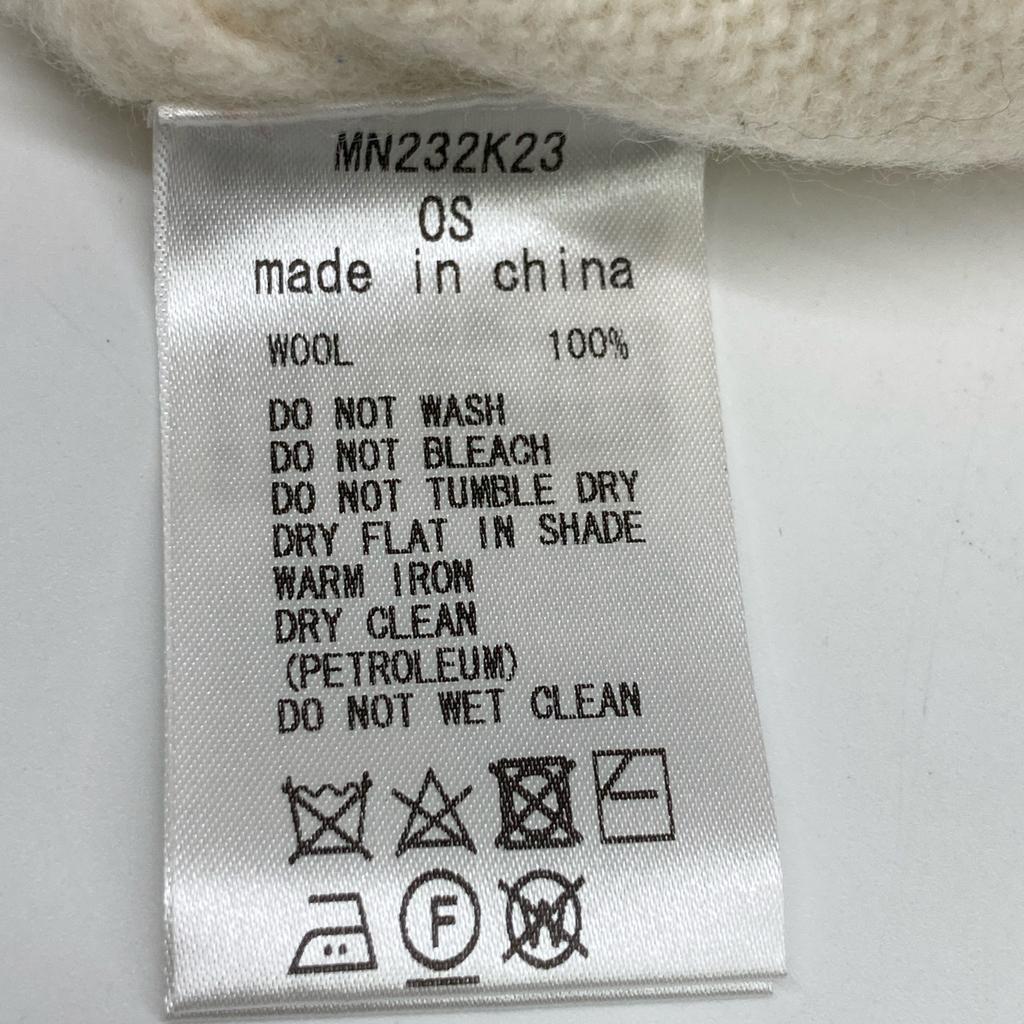 MN232K23
OS
made in china
WOOL 100%
DO NOT WASH
DO NOT BLEACH
DO NOT TUMBLE DRY
DRY FLAT IN SHADE
WARM IRON
DRY CLEAN
(PETROLEUM)
DO NOT WET CLEAN
F W